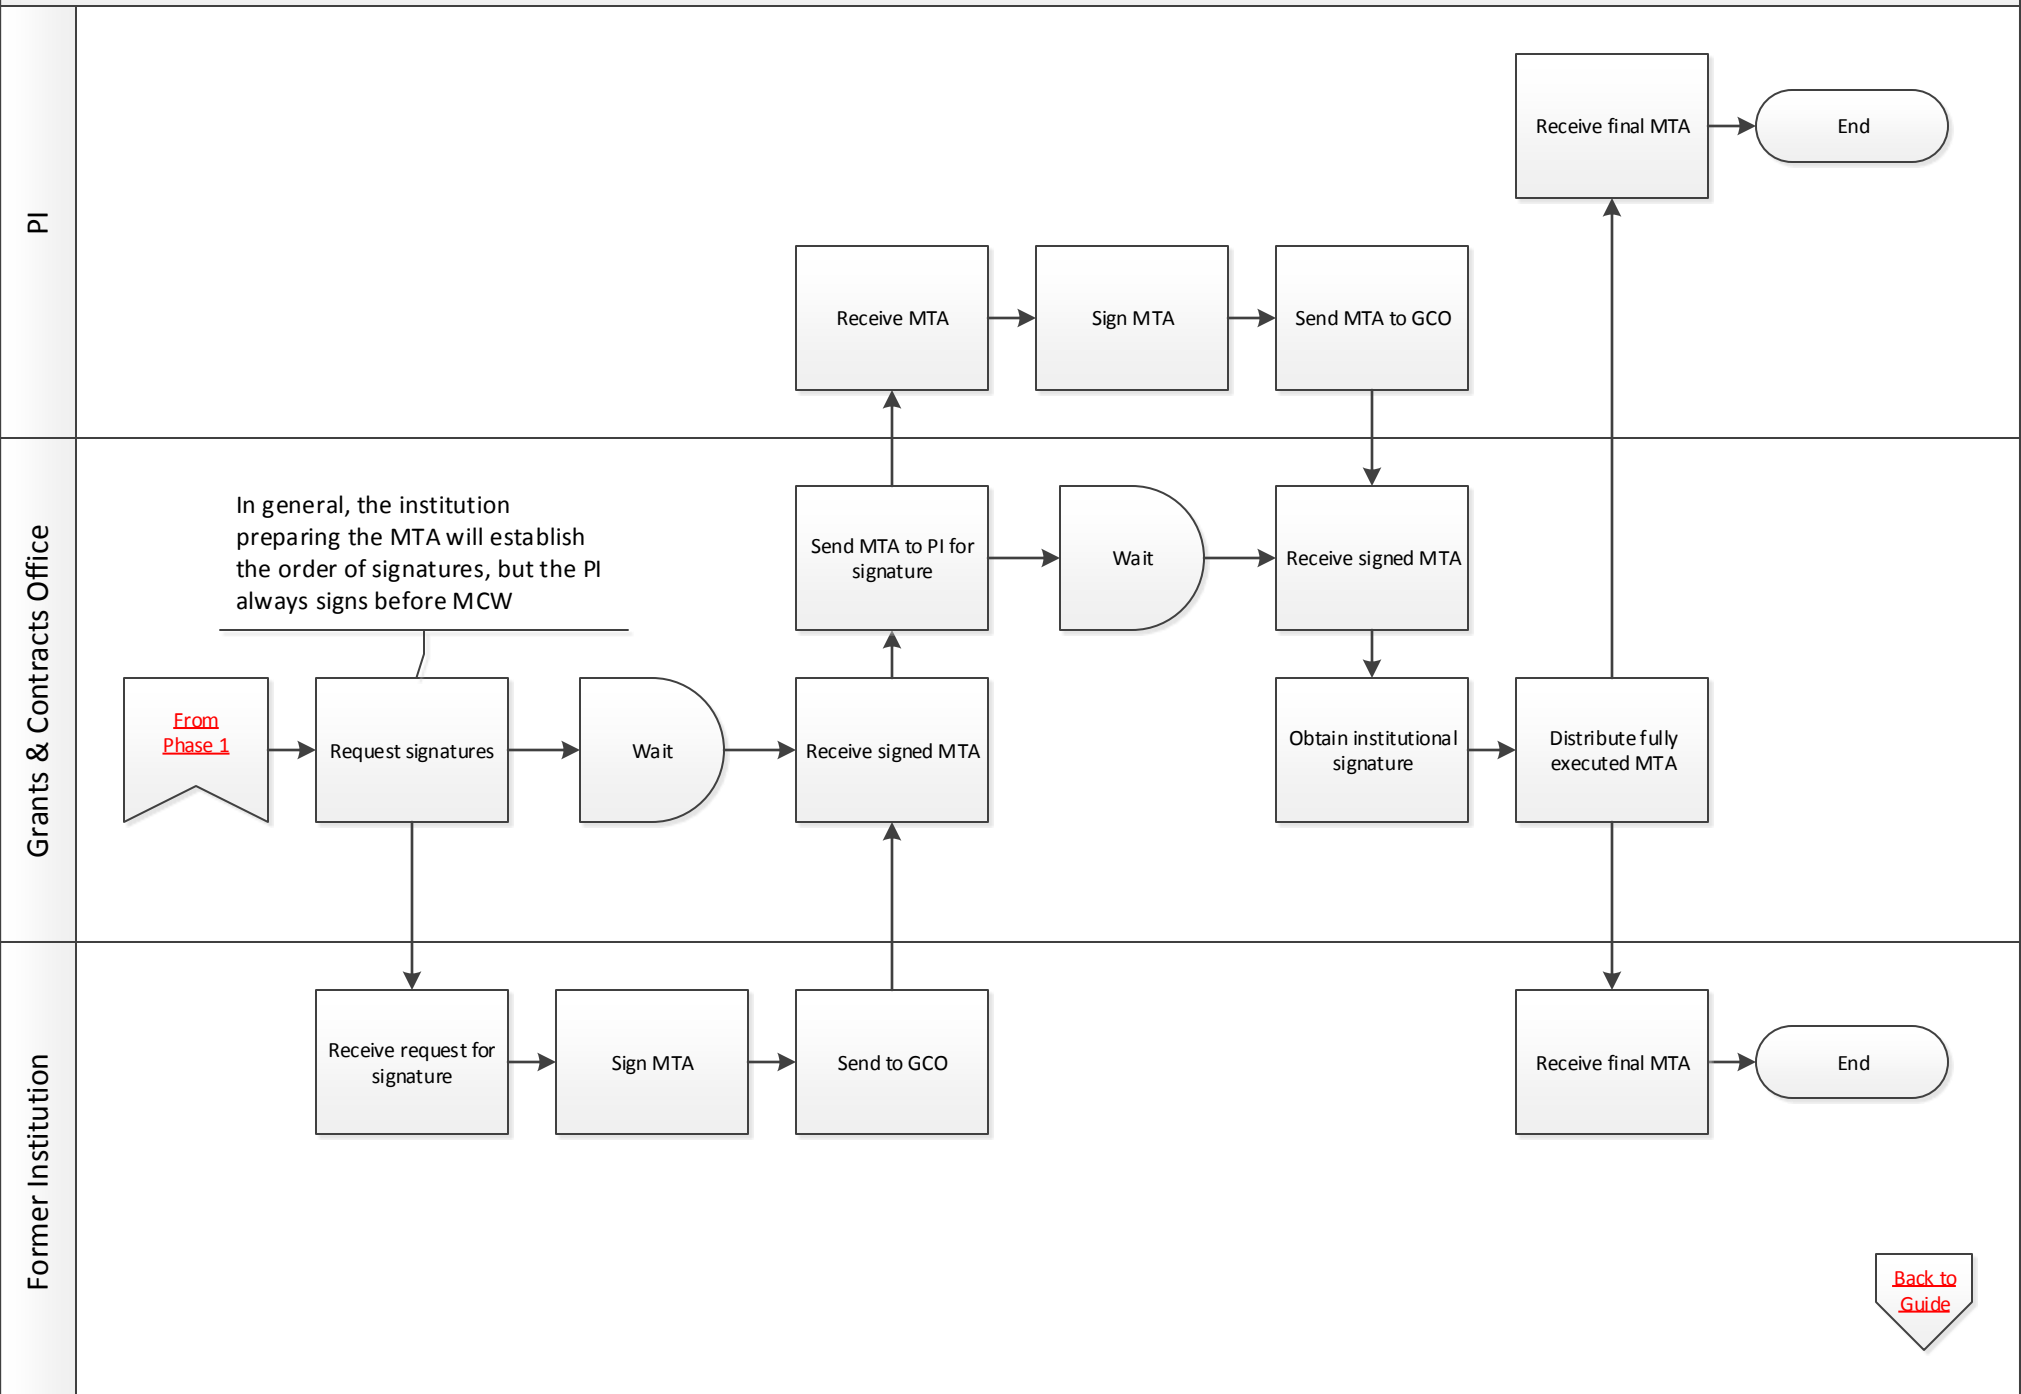 PI
Receive final MTA
End
Receive MTA
Sign MTA
Send MTA to GCO
Grants & Contracts Office
In general, the institution
preparing the MTA will establish
the order of signatures, but the PI
always signs before MCW
Send MTA to PI for
signature
Wait
Receive signed MTA
From
Phase 1
Request signatures
Wait
Receive signed MTA
Obtain institutional
signature
Distribute fully
executed MTA
Former Institution
Receive request for
signature
Sign MTA
Send to GCO
Receive final MTA
End
Back to
Guide